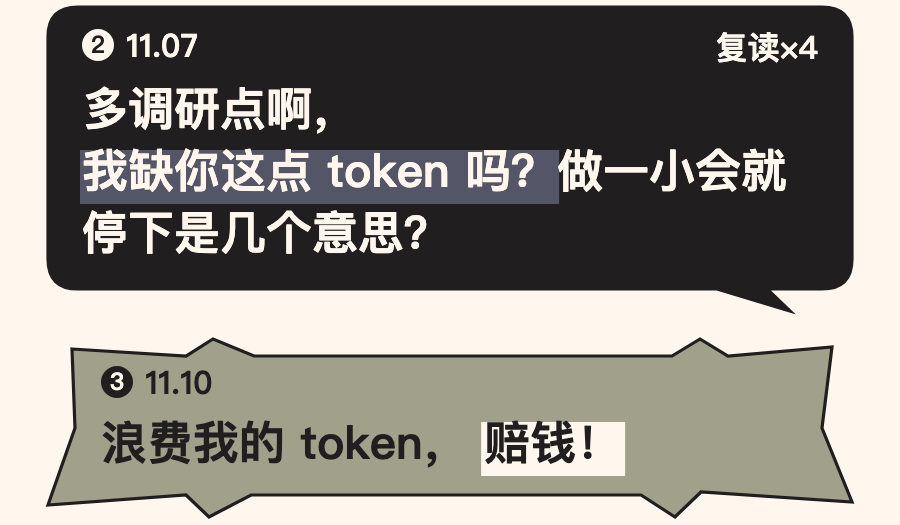 2 11.07
复读×4
多调研点啊，
我缺你这点 token 吗？做一小会就
停下是几个意思？
3 11.10
浪费我的 token， 赔钱！